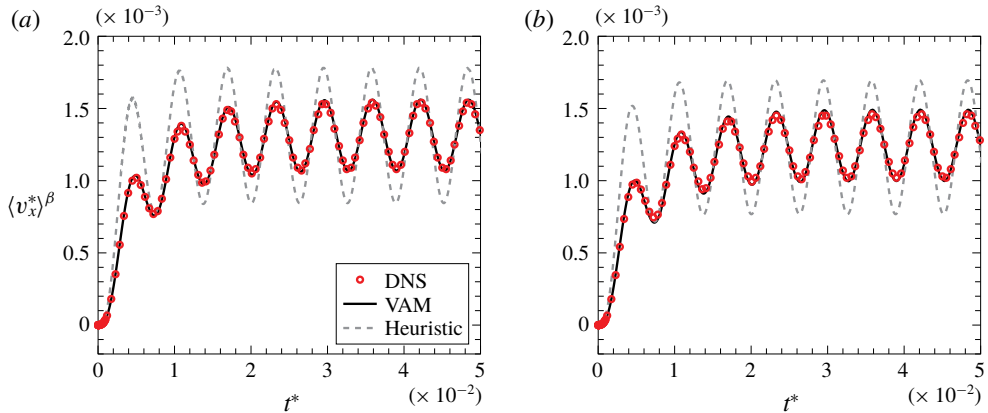 (a)
(× 10⁻³)
2.0
1.5
1.0
0.5
0
⟨v*ₓ⟩ᵝ
DNS
VAM
Heuristic
0 1 2 3 4 5
t*
(× 10⁻²)
(b)
(× 10⁻³)
2.0
1.5
1.0
0.5
0
0 1 2 3 4 5
t*
(× 10⁻²)